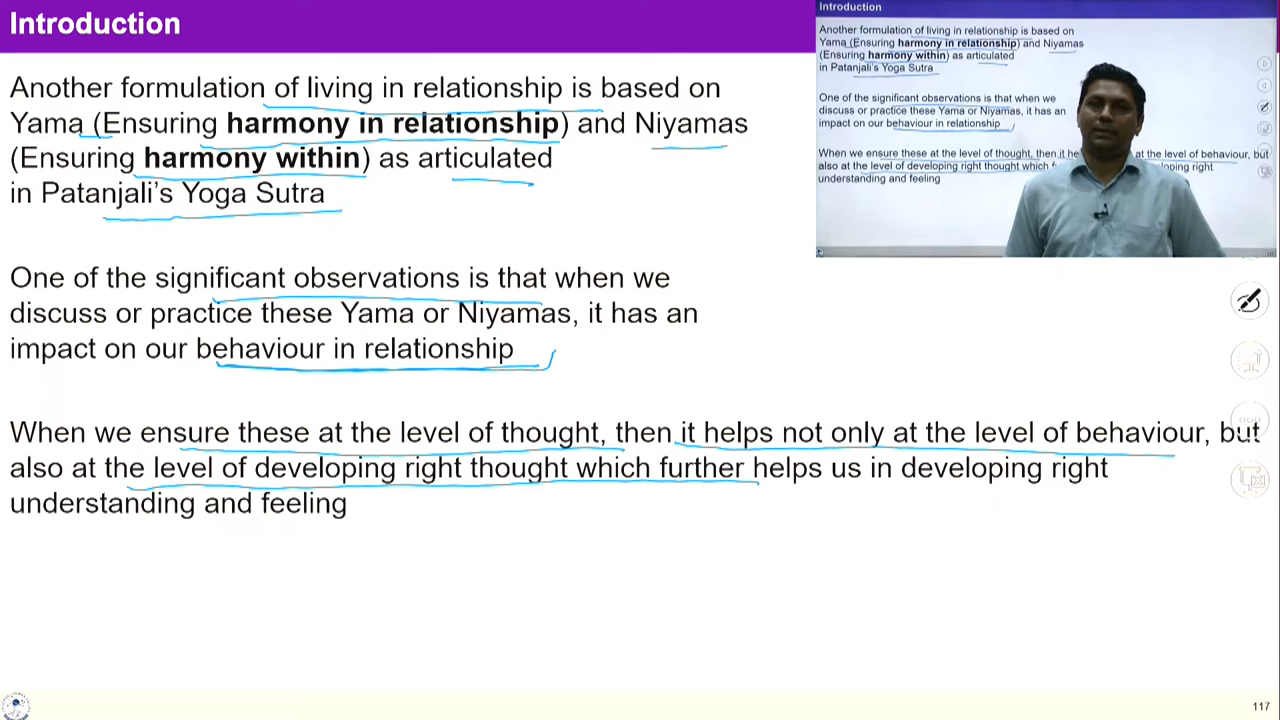 Introduction
Another formulation of living in relationship is based on
Yama (Ensuring harmony in relationship) and Niyamas
(Ensuring harmony within) as articulated
in Patanjali’s Yoga Sutra
One of the significant observations is that when we
discuss or practice these Yama or Niyamas, it has an
impact on our behaviour in relationship
When we ensure these at the level of thought, then it helps not only at the level of behaviour, but
also at the level of developing right thought which further helps us in developing right
understanding and feeling
Introduction
Another formulation of living in relationship is based on
Yama (Ensuring harmony in relationship) and Niyamas
(Ensuring harmony within) as articulated
in Patanjali's Yoga Sutra
One of the significant observations is that when we
discuss or practice these Yama or Niyamas, it has an
impact on our behaviour in relationship
When we ensure these at the level of thought, then it at the level of behaviour, but
also at the level of developing right thought which right
understanding and feeling
117